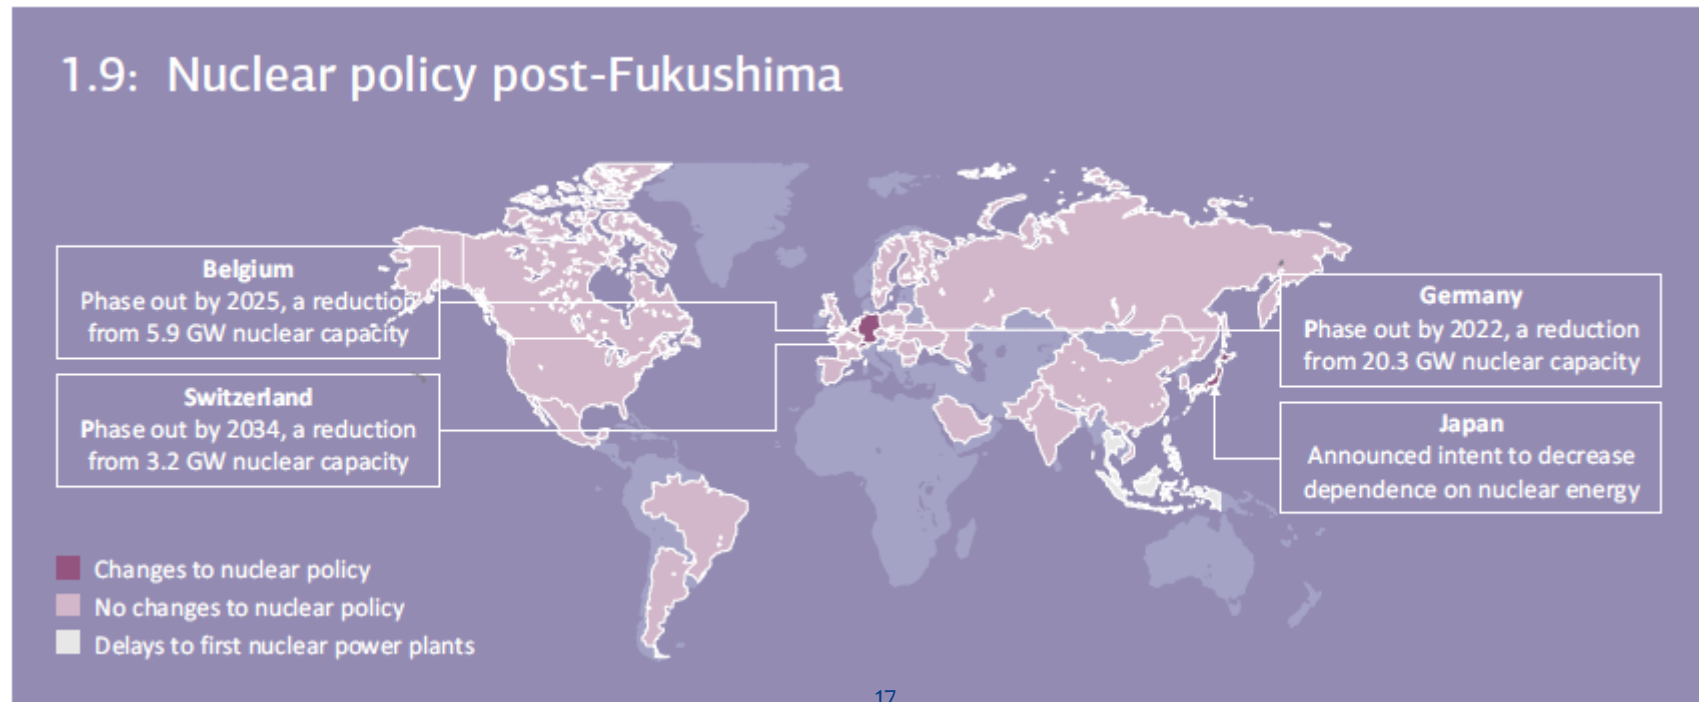 1.9: Nuclear policy post-Fukushima
Belgium
Phase out by 2025, a reduction
from 5.9 GW nuclear capacity
Switzerland
Phase out by 2034, a reduction
from 3.2 GW nuclear capacity
Germany
Phase out by 2022, a reduction
from 20.3 GW nuclear capacity
Japan
Announced intent to decrease
dependence on nuclear energy
Changes to nuclear policy
No changes to nuclear policy
Delays to first nuclear power plants
17